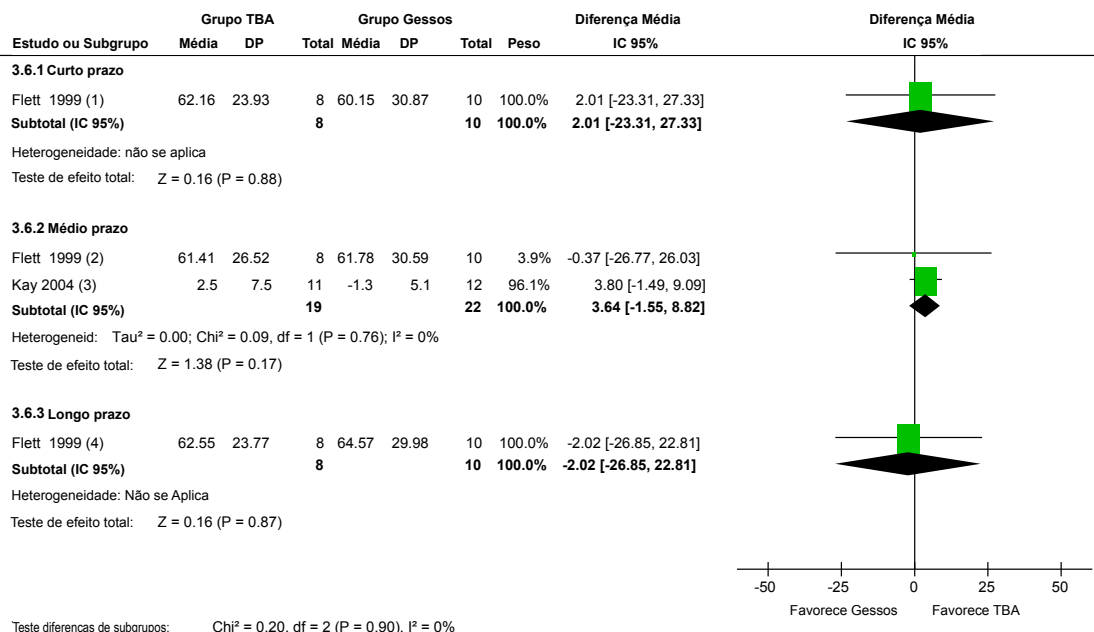 Grupo TBA Grupo Gessos Diferença Média Diferença Média
Estudo ou Subgrupo Média DP Total Média DP Total Peso IC 95% IC 95%
3.6.1 Curto prazo
Flett 1999 (1) 62.16 23.93 8 60.15 30.87 10 100.0% 2.01 [-23.31, 27.33]
Subtotal (IC 95%) 8 10 100.0% 2.01 [-23.31, 27.33]
Heterogeneidade: não se aplica
Teste de efeito total: Z = 0.16 (P = 0.88)
3.6.2 Médio prazo
Flett 1999 (2) 61.41 26.52 8 61.78 30.59 10 3.9% -0.37 [-26.77, 26.03]
Kay 2004 (3) 2.5 7.5 11 -1.3 5.1 12 96.1% 3.80 [-1.49, 9.09]
Subtotal (IC 95%) 19 22 100.0% 3.64 [-1.55, 8.82]
Heterogeneid: Tau² = 0.00; Chi² = 0.09, df = 1 (P = 0.76); I² = 0%
Teste de efeito total: Z = 1.38 (P = 0.17)
3.6.3 Longo prazo
Flett 1999 (4) 62.55 23.77 8 64.57 29.98 10 100.0% -2.02 [-26.85, 22.81]
Subtotal (IC 95%) 8 10 100.0% -2.02 [-26.85, 22.81]
Heterogeneidade: Não se Aplica
Teste de efeito total: Z = 0.16 (P = 0.87)
-50 -25 0 25 50
Favorece Gessos Favorece TBA
Teste diferenças de subgrupos: Chi² = 0.20, df = 2 (P = 0.90), I² = 0%